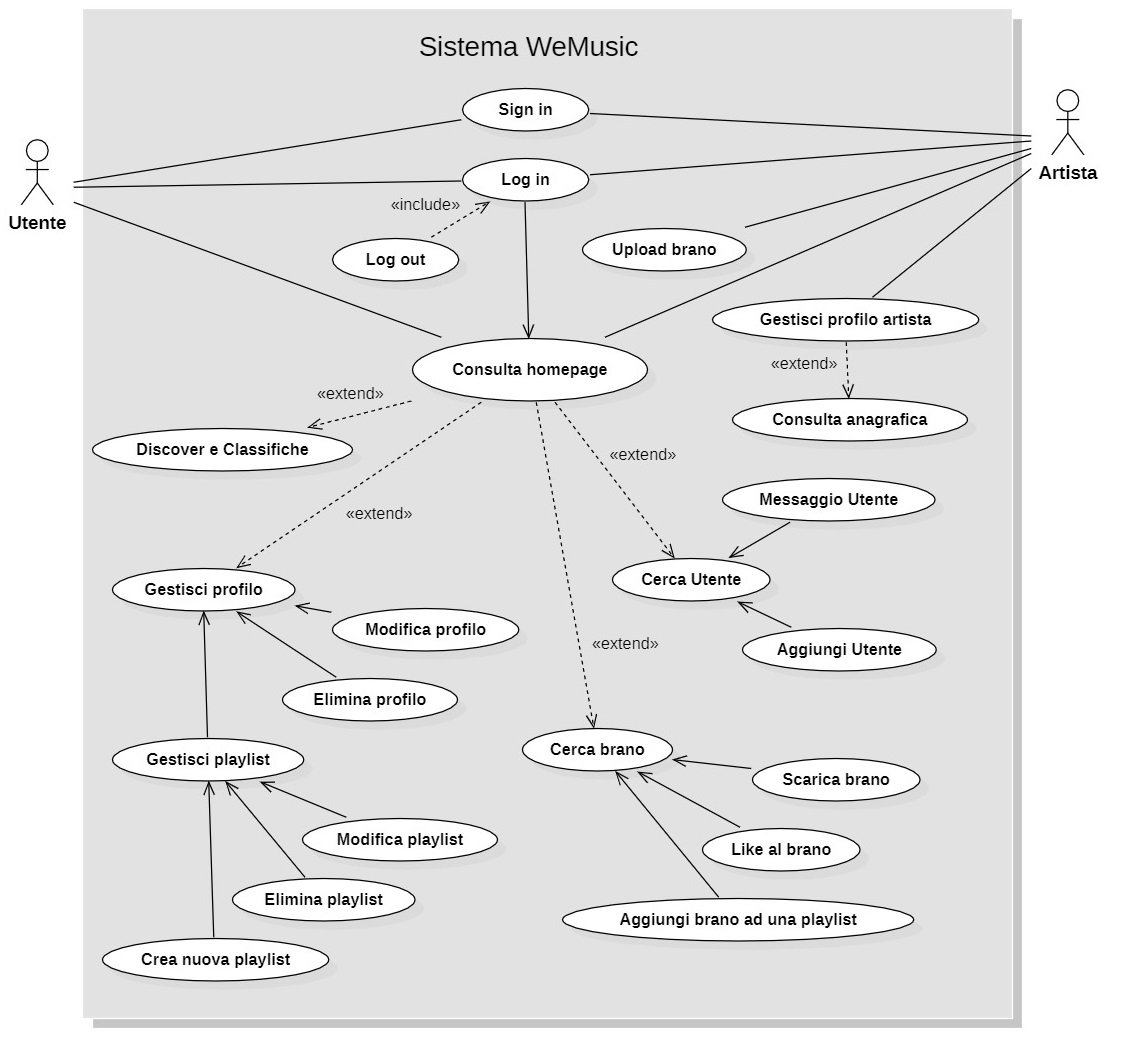 Sistema WeMusic
Sign in
Utente
Artista
Log in
«include»
Log out
Upload brano
Gestisci profilo artista
«extend»
Consulta homepage
«extend»
Consulta anagrafica
Discover e Classifiche
«extend»
Messaggio Utente
«extend»
Cerca Utente
Gestisci profilo
Modifica profilo
«extend»
Aggiungi Utente
Elimina profilo
Gestisci playlist
Cerca brano
Scarica brano
Modifica playlist
Like al brano
Elimina playlist
Aggiungi brano ad una playlist
Crea nuova playlist